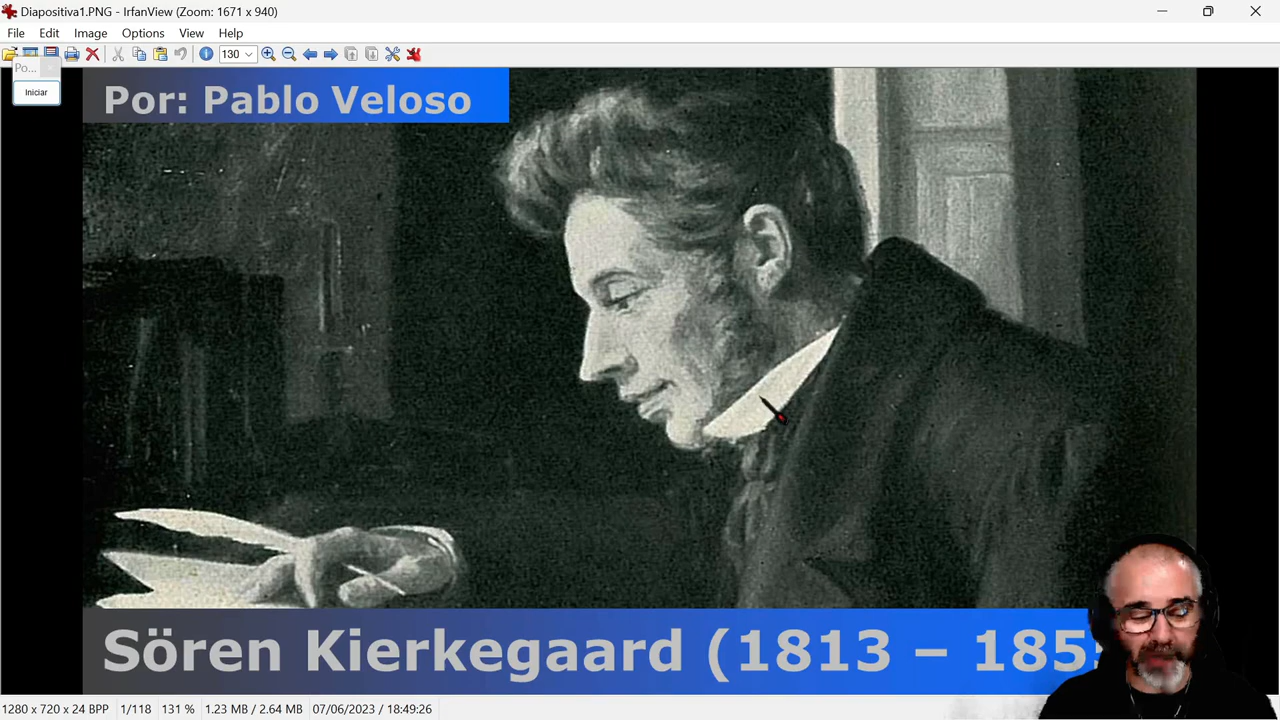 Diapositiva1.PNG - IrfanView (Zoom: 1671 x 940)
File Edit Image Options View Help
130
Po...
Iniciar
Por: Pablo Veloso
Sören Kierkegaard (1813 – 185
1280 x 720 x 24 BPP 1/118 131 % 1.23 MB / 2.64 MB 07/06/2023 / 18:49:26